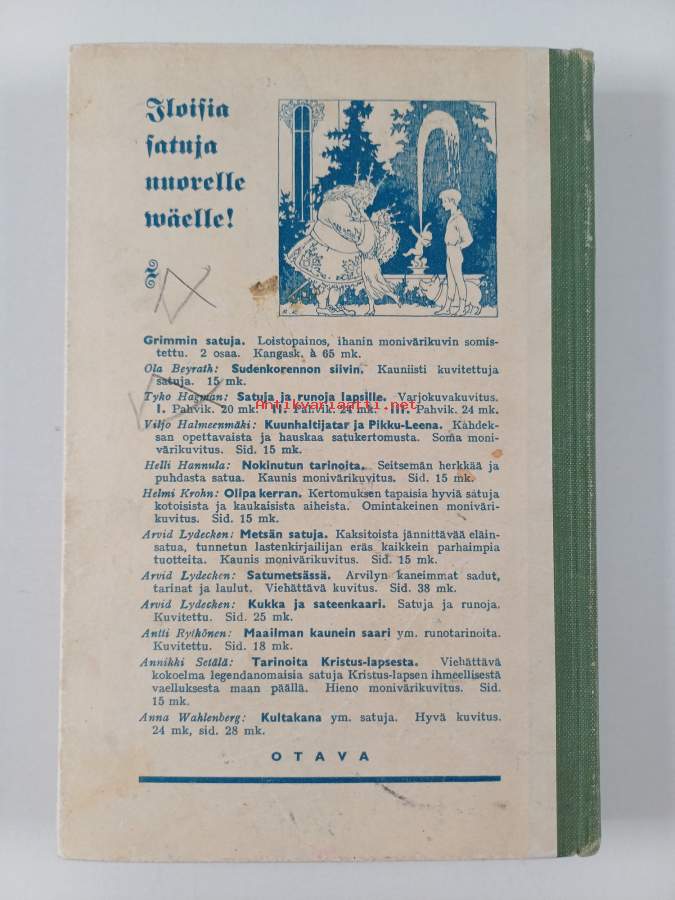 Iloisia
satuja
nuorelle
wäelle!
Grimmin satuja. Loistopainos, ihanin monivärikuvin somis-
tettu. 2 osaa. Kangask. à 65 mk.
Ola Beyrath: Sudenkorennon siivin. Kauniisti kuvitettuja
satuja. 15 mk.
Tyko Hagman: Satuja ja runoja lapsille. Varjokuvakuvitus.
I. Pahvik. 20 mk. II. Pahvik. 24 mk. III. Pahvik. 24 mk.
Antikvariaatti.net
Viljo Halmeenmäki: Kuunhaltijatar ja Pikku-Leena. Kahdek-
san opettavaista ja hauskaa satukertomusta. Soma moni-
värikuvitus. Sid. 15 mk.
Helli Hannula: Nokinutun tarinoita. Seitsemän herkkää ja
puhdasta satua. Kaunis monivärikuvitus. Sid. 15 mk.
Helmi Krohn: Olipa kerran. Kertomuksen tapaisia hyviä satuja
kotoisista ja kaukaisista aiheista. Omintakeinen moniväri-
kuvitus. Sid. 15 mk.
Arvid Lydecken: Metsän satuja. Kaksitoista jännittävää eläin-
satua, tunnetun lastenkirjailijan eräs kaikkein parhaimpia
tuotteita. Kaunis monivärikuvitus. Sid. 15 mk.
Arvid Lydecken: Satumetsässä. Arvilyn kaneimmat sadut,
tarinat ja laulut. Viehättävä kuvitus. Sid. 38 mk.
Arvid Lydecken: Kukka ja sateenkaari. Satuja ja runoja.
Kuvitettu. Sid. 25 mk.
Antti Rytkönen: Maailman kaunein saari ym. runotarinoita.
Kuvitettu. Sid. 18 mk.
Annikki Setälä: Tarinoita Kristus-lapsesta. Viehättävä
kokoelma legendanomaisia satuja Kristus-lapsen ihmeellisestä
vaelluksesta maan päällä. Hieno monivärikuvitus. Sid.
15 mk.
Anna Wahlenberg: Kultakana ym. satuja. Hyvä kuvitus.
24 mk, sid. 28 mk.
OTAVA